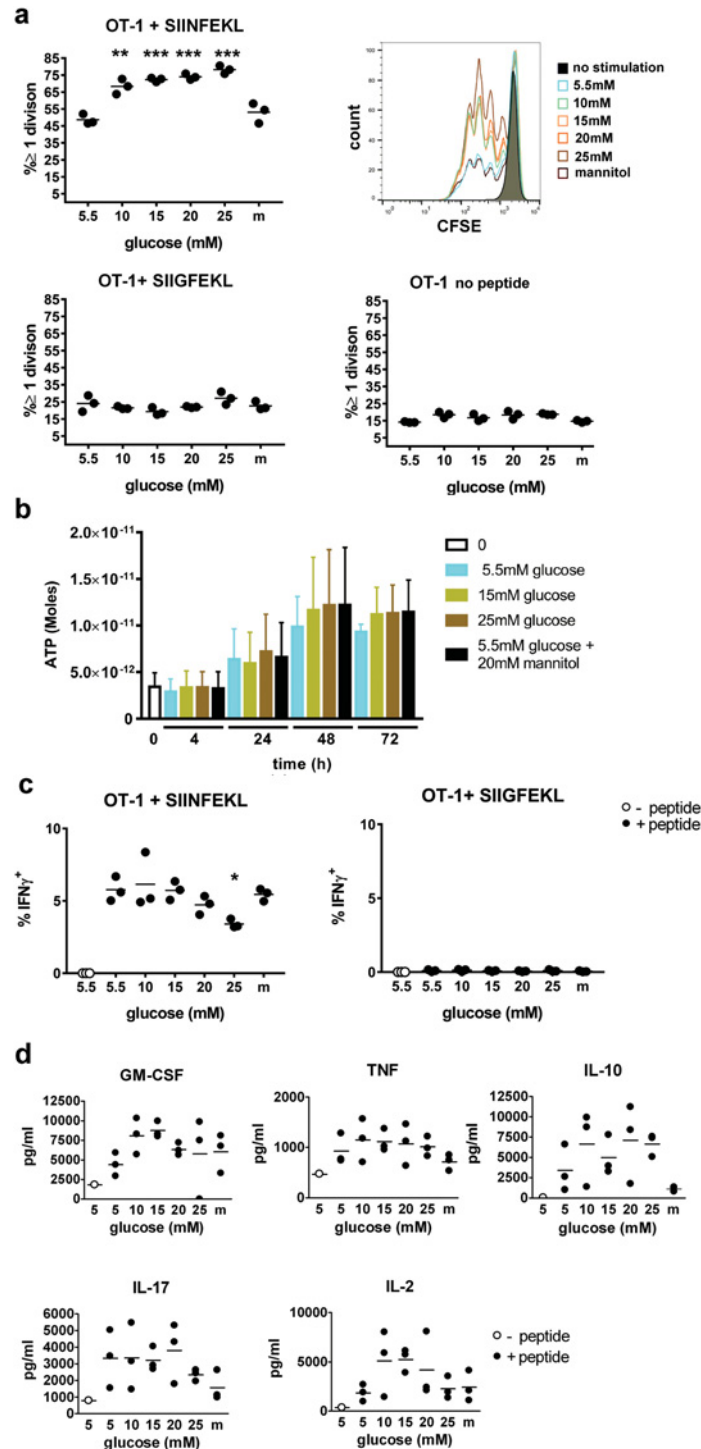 a
OT-1 + SIINFEKL
** *** *** ***
85
75
65
55
45
35
25
15
5.5 10 15 20 25 m
%≥ 1 divison
glucose (mM)
100
80
60
40
20
0
10⁰ 10¹ 10² 10³ 10⁴
count
CFSE
no stimulation
5.5mM
10mM
15mM
20mM
25mM
mannitol
OT-1+ SIIGFEKL
85
75
65
55
45
35
25
15
5.5 10 15 20 25 m
%≥ 1 divison
glucose (mM)
OT-1 no peptide
85
75
65
55
45
35
25
15
5.5 10 15 20 25 m
%≥ 1 divison
glucose (mM)
b
2.0×10⁻¹¹
1.5×10⁻¹¹
1.0×10⁻¹¹
5.0×10⁻¹²
0
ATP (Moles)
0 4 24 48 72
time (h)
0
5.5mM glucose
15mM glucose
25mM glucose
5.5mM glucose +
20mM mannitol
c
OT-1 + SIINFEKL
10
5
0
*
% IFNγ⁺
5.5 5.5 10 15 20 25 m
glucose (mM)
OT-1+ SIIGFEKL
10
5
0
% IFNγ⁺
5.5 5.5 10 15 20 25 m
glucose (mM)
- peptide
+ peptide
d
GM-CSF
12500
10000
7500
5000
2500
0
pg/ml
5 5 10 15 20 25 m
glucose (mM)
TNF
2000
1000
0
pg/ml
5 5 10 15 20 25 m
glucose (mM)
IL-10
12500
10000
7500
5000
2500
0
pg/ml
5 5 10 15 20 25 m
glucose (mM)
IL-17
6000
5000
4000
3000
2000
1000
0
pg/ml
5 5 10 15 20 25 m
glucose (mM)
IL-2
10000
5000
0
pg/ml
5 5 10 15 20 25 m
glucose (mM)
- peptide
+ peptide